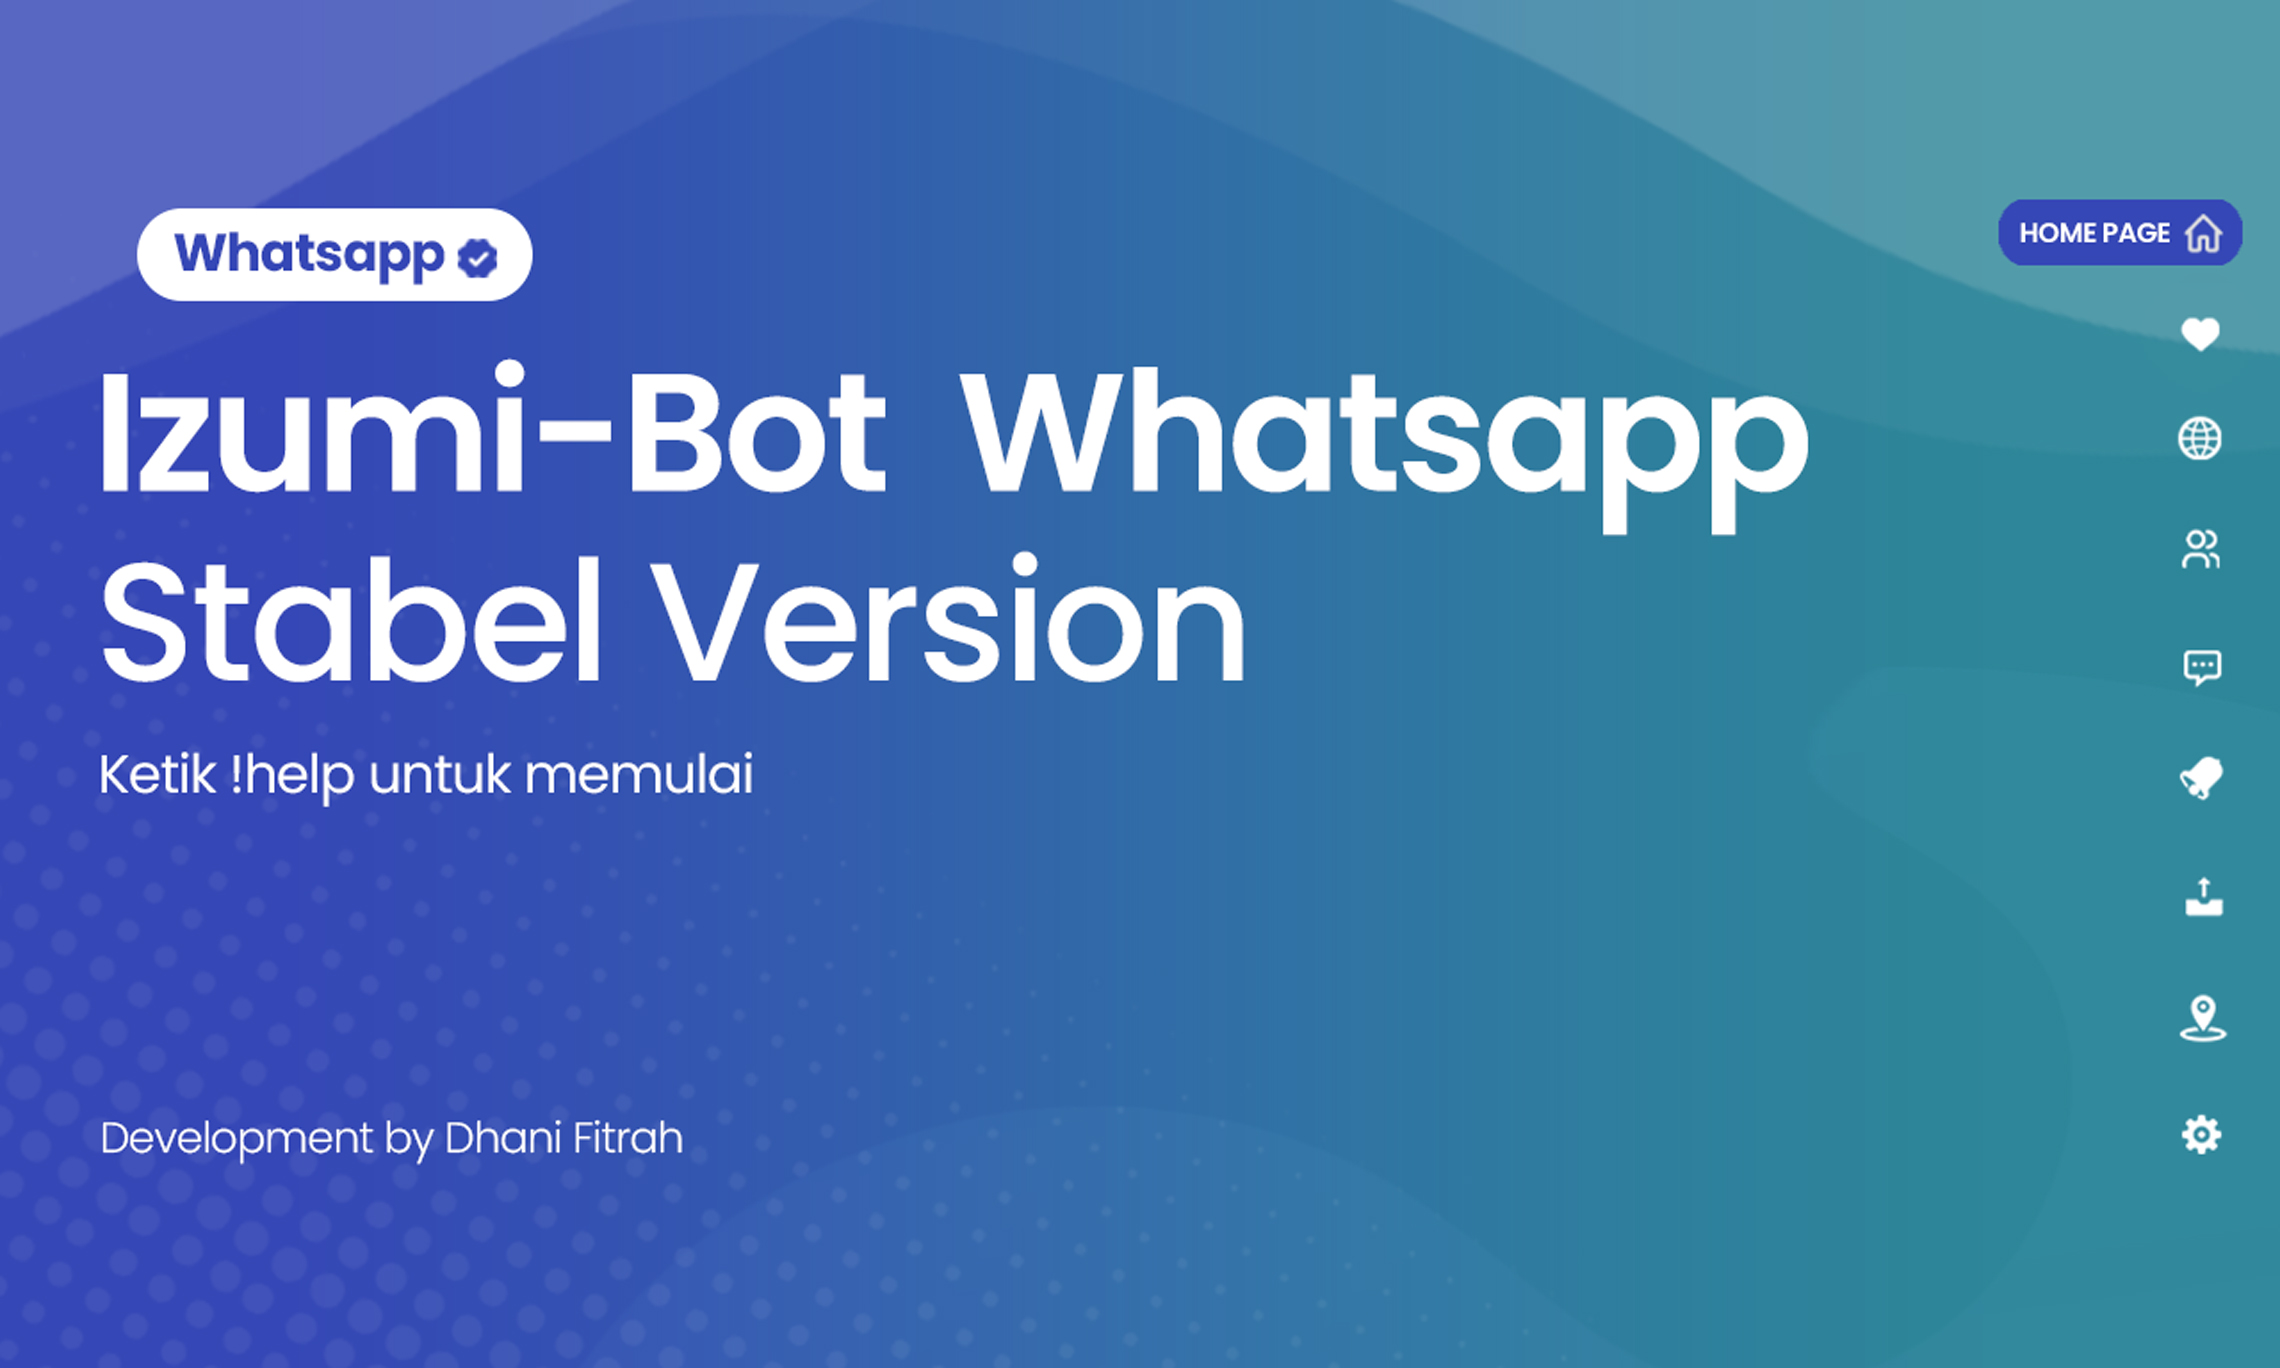 Whatsapp
HOME PAGE
Izumi-Bot Whatsapp
Stabel Version
Ketik !help untuk memulai
Development by Dhani Fitrah